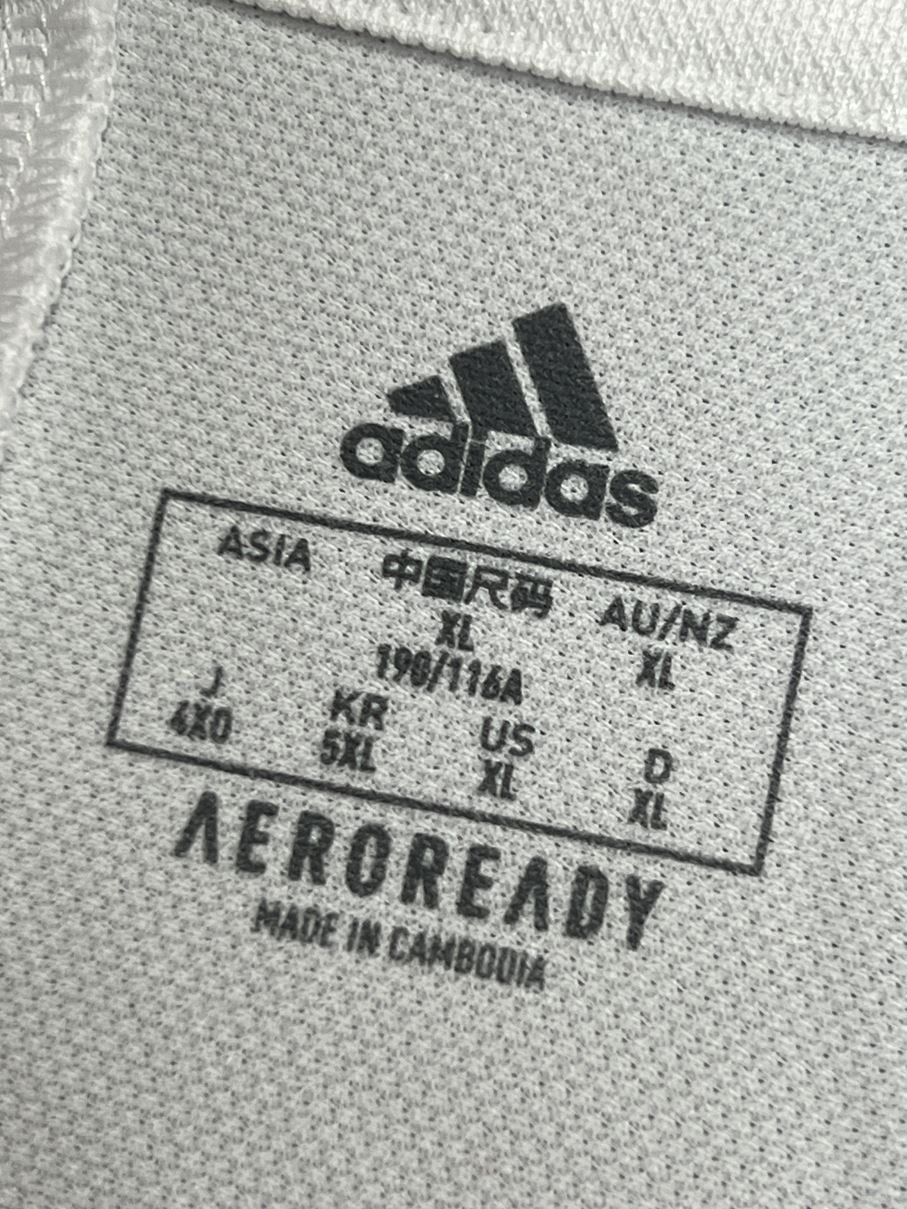 adidas
ASIA 中国尺码 AU/NZ
XL XL
190/116A
J KR US D
4XO 5XL XL XL
AEROREADY
MADE IN CAMBODIA